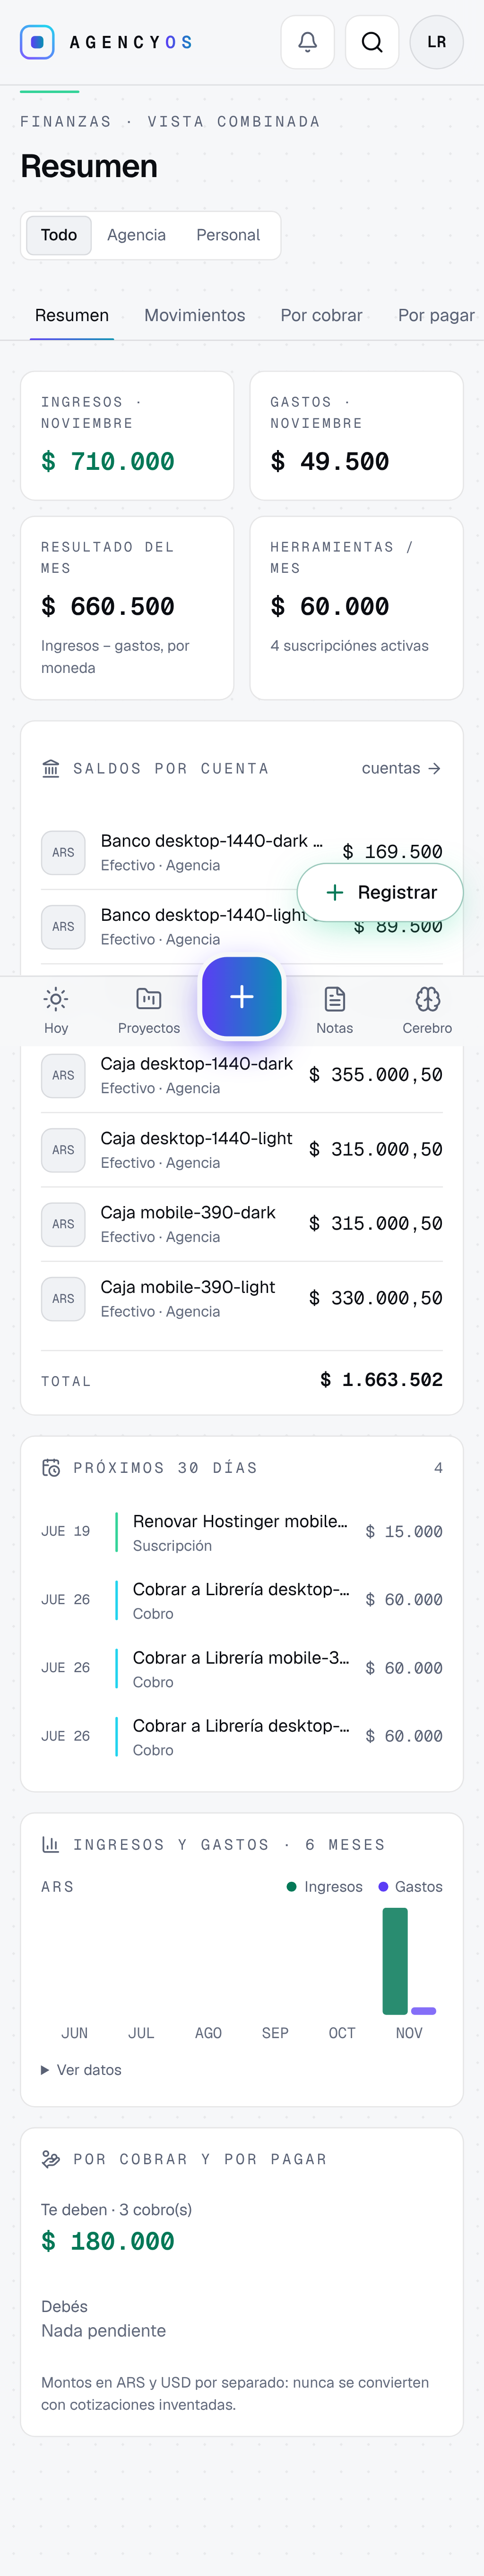 AGENCYOS
LR
FINANZAS · VISTA COMBINADA
Resumen
Todo Agencia Personal
Resumen Movimientos Por cobrar Por pagar
INGRESOS ·
NOVIEMBRE
$ 710.000
GASTOS ·
NOVIEMBRE
$ 49.500
RESULTADO DEL
MES
$ 660.500
Ingresos – gastos, por
moneda
HERRAMIENTAS /
MES
$ 60.000
4 suscripciónes activas
SALDOS POR CUENTA cuentas →
ARS Banco desktop-1440-dark ... $ 169.500
Efectivo · Agencia
Registrar
ARS Banco desktop-1440-light $ 89.500
Efectivo · Agencia
Hoy Proyectos Notas Cerebro
ARS Caja desktop-1440-dark $ 355.000,50
Efectivo · Agencia
ARS Caja desktop-1440-light $ 315.000,50
Efectivo · Agencia
ARS Caja mobile-390-dark $ 315.000,50
Efectivo · Agencia
ARS Caja mobile-390-light $ 330.000,50
Efectivo · Agencia
TOTAL $ 1.663.502
PRÓXIMOS 30 DÍAS 4
JUE 19 Renovar Hostinger mobile... $ 15.000
Suscripción
JUE 26 Cobrar a Librería desktop-... $ 60.000
Cobro
JUE 26 Cobrar a Librería mobile-3... $ 60.000
Cobro
JUE 26 Cobrar a Librería desktop-... $ 60.000
Cobro
INGRESOS Y GASTOS · 6 MESES
ARS Ingresos Gastos
JUN JUL AGO SEP OCT NOV
▶ Ver datos
POR COBRAR Y POR PAGAR
Te deben · 3 cobro(s)
$ 180.000
Debés
Nada pendiente
Montos en ARS y USD por separado: nunca se convierten
con cotizaciones inventadas.